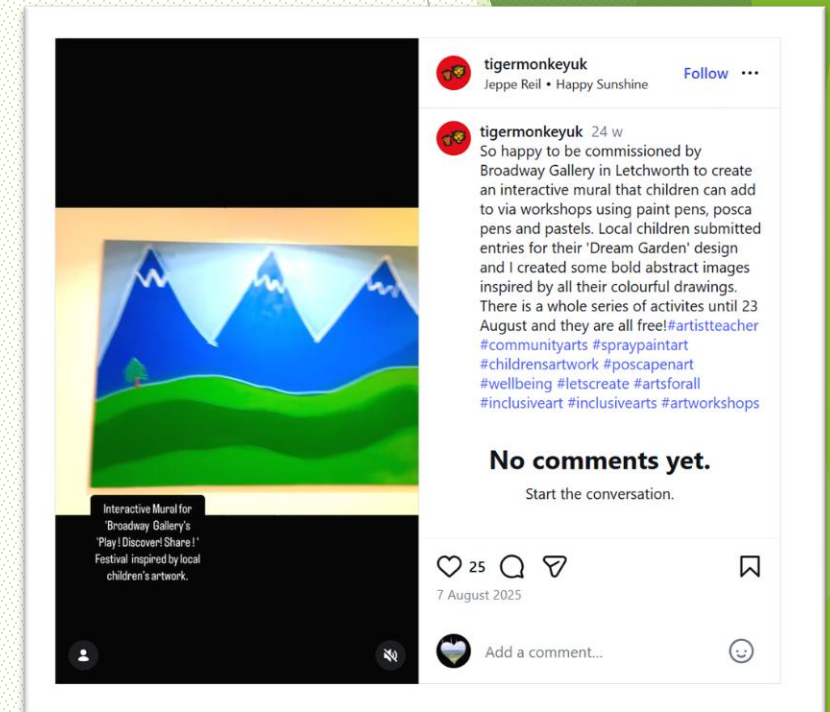 tigermonkeyuk
Jeppe Reil • Happy Sunshine
Follow
tigermonkeyuk 24 w
So happy to be commissioned by
Broadway Gallery in Letchworth to create
an interactive mural that children can add
to via workshops using paint pens, posca
pens and pastels. Local children submitted
entries for their 'Dream Garden' design
and I created some bold abstract images
inspired by all their colourful drawings.
There is a whole series of activites until 23
August and they are all free!#artistteacher
#communityarts #spraypaintart
#childrensartwork #poscapenart
#wellbeing #letscreate #artsforall
#inclusiveart #inclusivearts #artworkshops
No comments yet.
Start the conversation.
25
7 August 2025
Add a comment...
Interactive Mural for
'Broadway Gallery's
'Play! Discover! Share!'
Festival inspired by local
children's artwork.